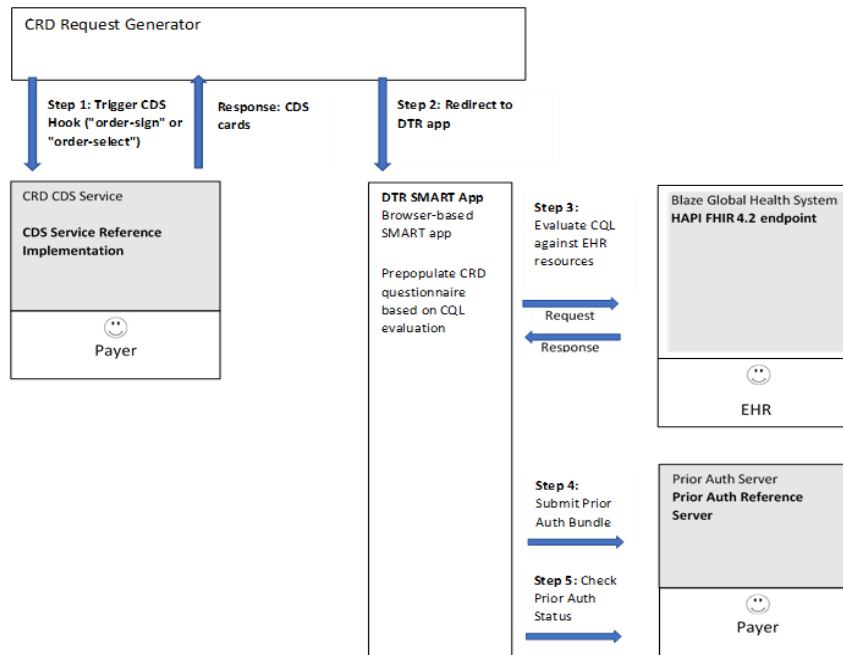 CRD Request Generator
Step 1: Trigger CDS
Hook ("order-sign" or
"order-select")
Response: CDS
cards
Step 2: Redirect to
DTR app
CRD CDS Service
CDS Service Reference
Implementation
Payer
DTR SMART App
Browser-based
SMART app
Prepopulate CRD
questionnaire
based on CQL
evaluation
Step 3:
Evaluate CQL
against EHR
resources
Request
Response
Blaze Global Health System
HAPI FHIR 4.2 endpoint
EHR
Step 4:
Submit Prior
Auth Bundle
Step 5: Check
Prior Auth
Status
Prior Auth Server
Prior Auth Reference
Server
Payer